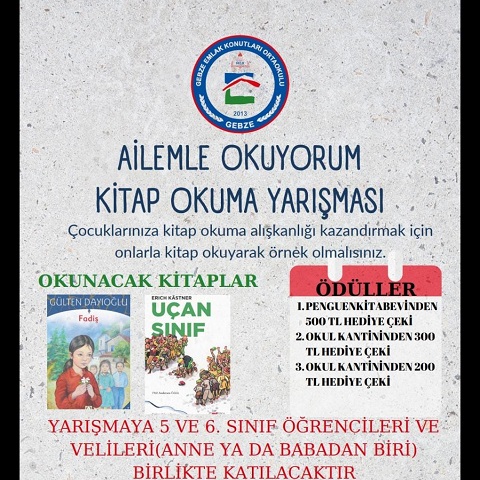 GEBZE EMLAK KONUTLARI ORTAOKULU
2013
GEBZE
AİLEMLE OKUYORUM
KİTAP OKUMA YARIŞMASI
Çocuklarınıza kitap okuma alışkanlığı kazandırmak için
onlarla kitap okuyarak örnek olmalısınız.
OKUNACAK KİTAPLAR
GÜLTEN DAYIOĞLU
Fadiş
ERICH KÄSTNER
UÇAN
SINIF
ÖDÜLLER
1. PENGUENKİTABEVİNDEN
500 TL HEDİYE ÇEKİ
2. OKUL KANTİNİNDEN 300
TL HEDİYE ÇEKİ
3. OKUL KANTİNİNDEN 200
TL HEDİYE ÇEKİ
YARIŞMAYA 5 VE 6. SINIF ÖĞRENCİLERİ VE
VELİLERİ(ANNE YA DA BABADAN BİRİ)
BİRLİKTE KATILACAKTIR